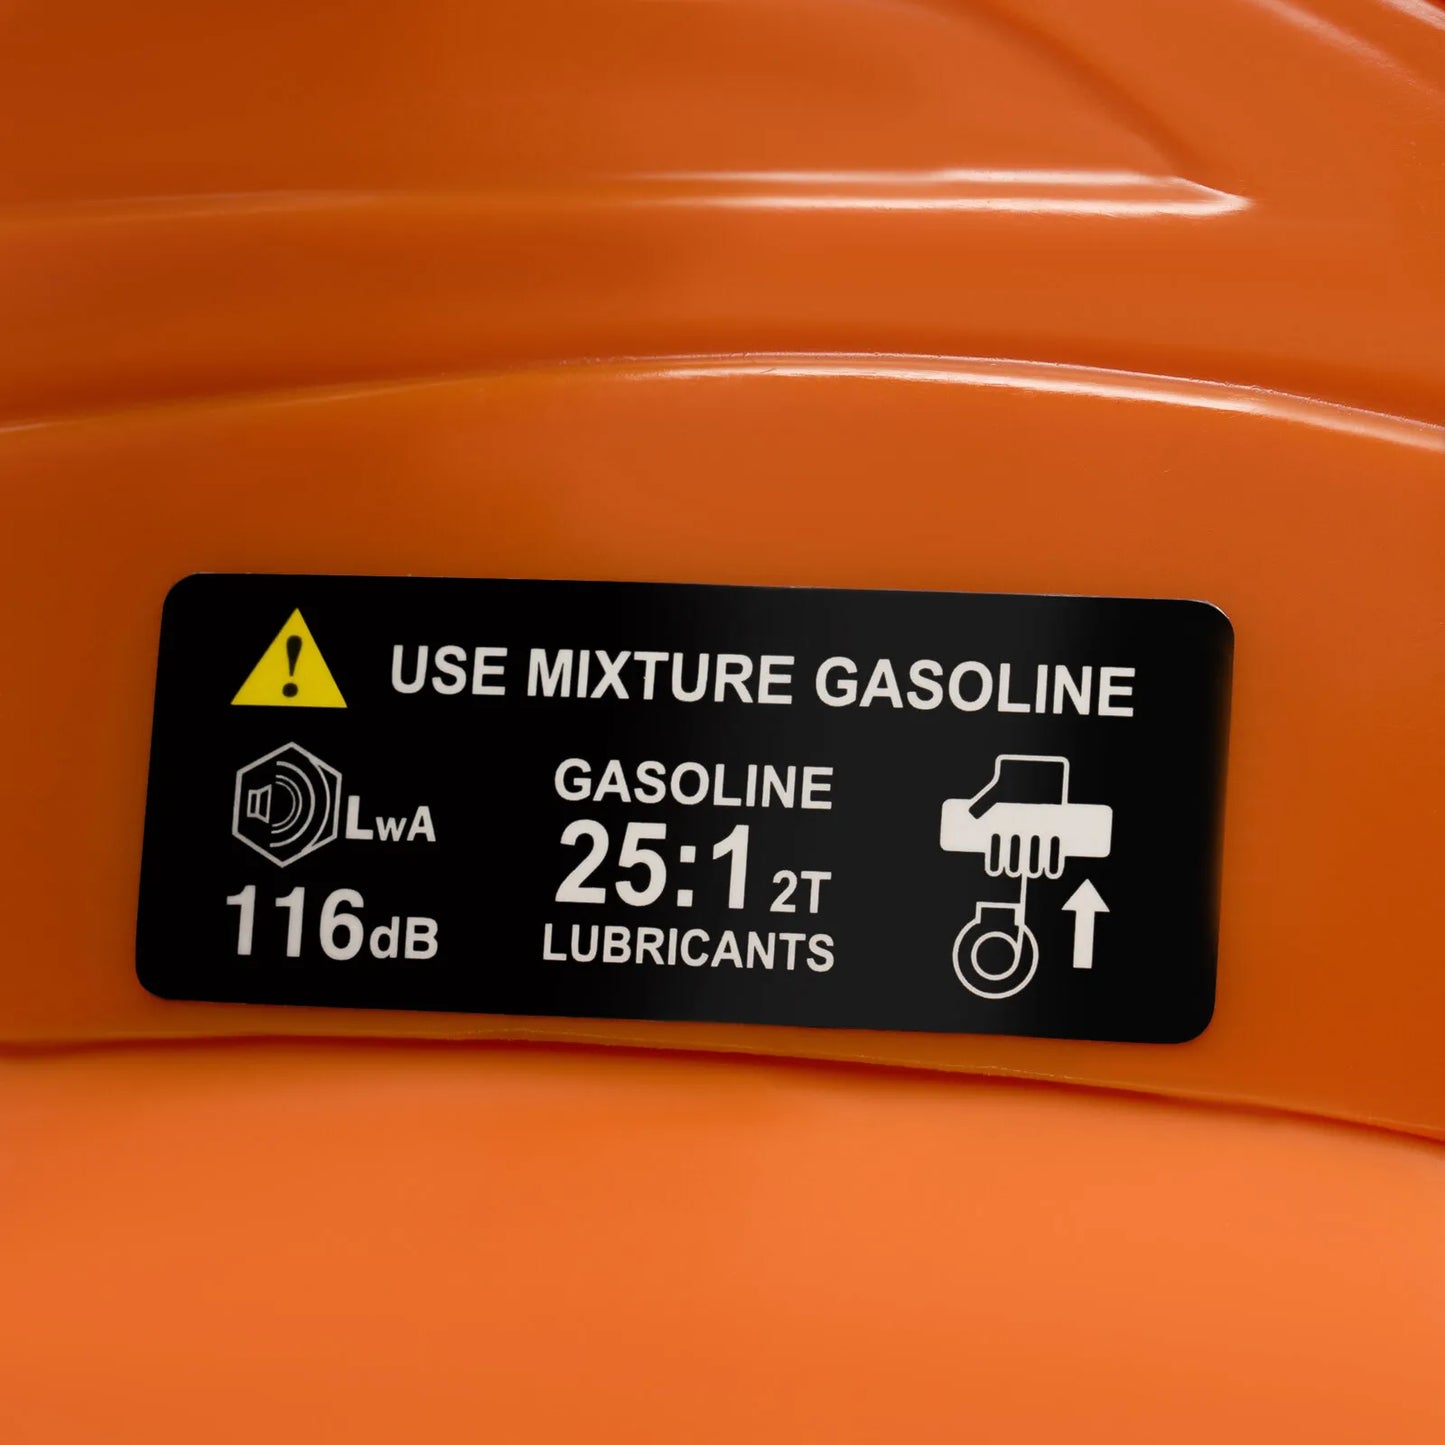 USE MIXTURE GASOLINE
LwA
116dB
GASOLINE
25:1 2T
LUBRICANTS